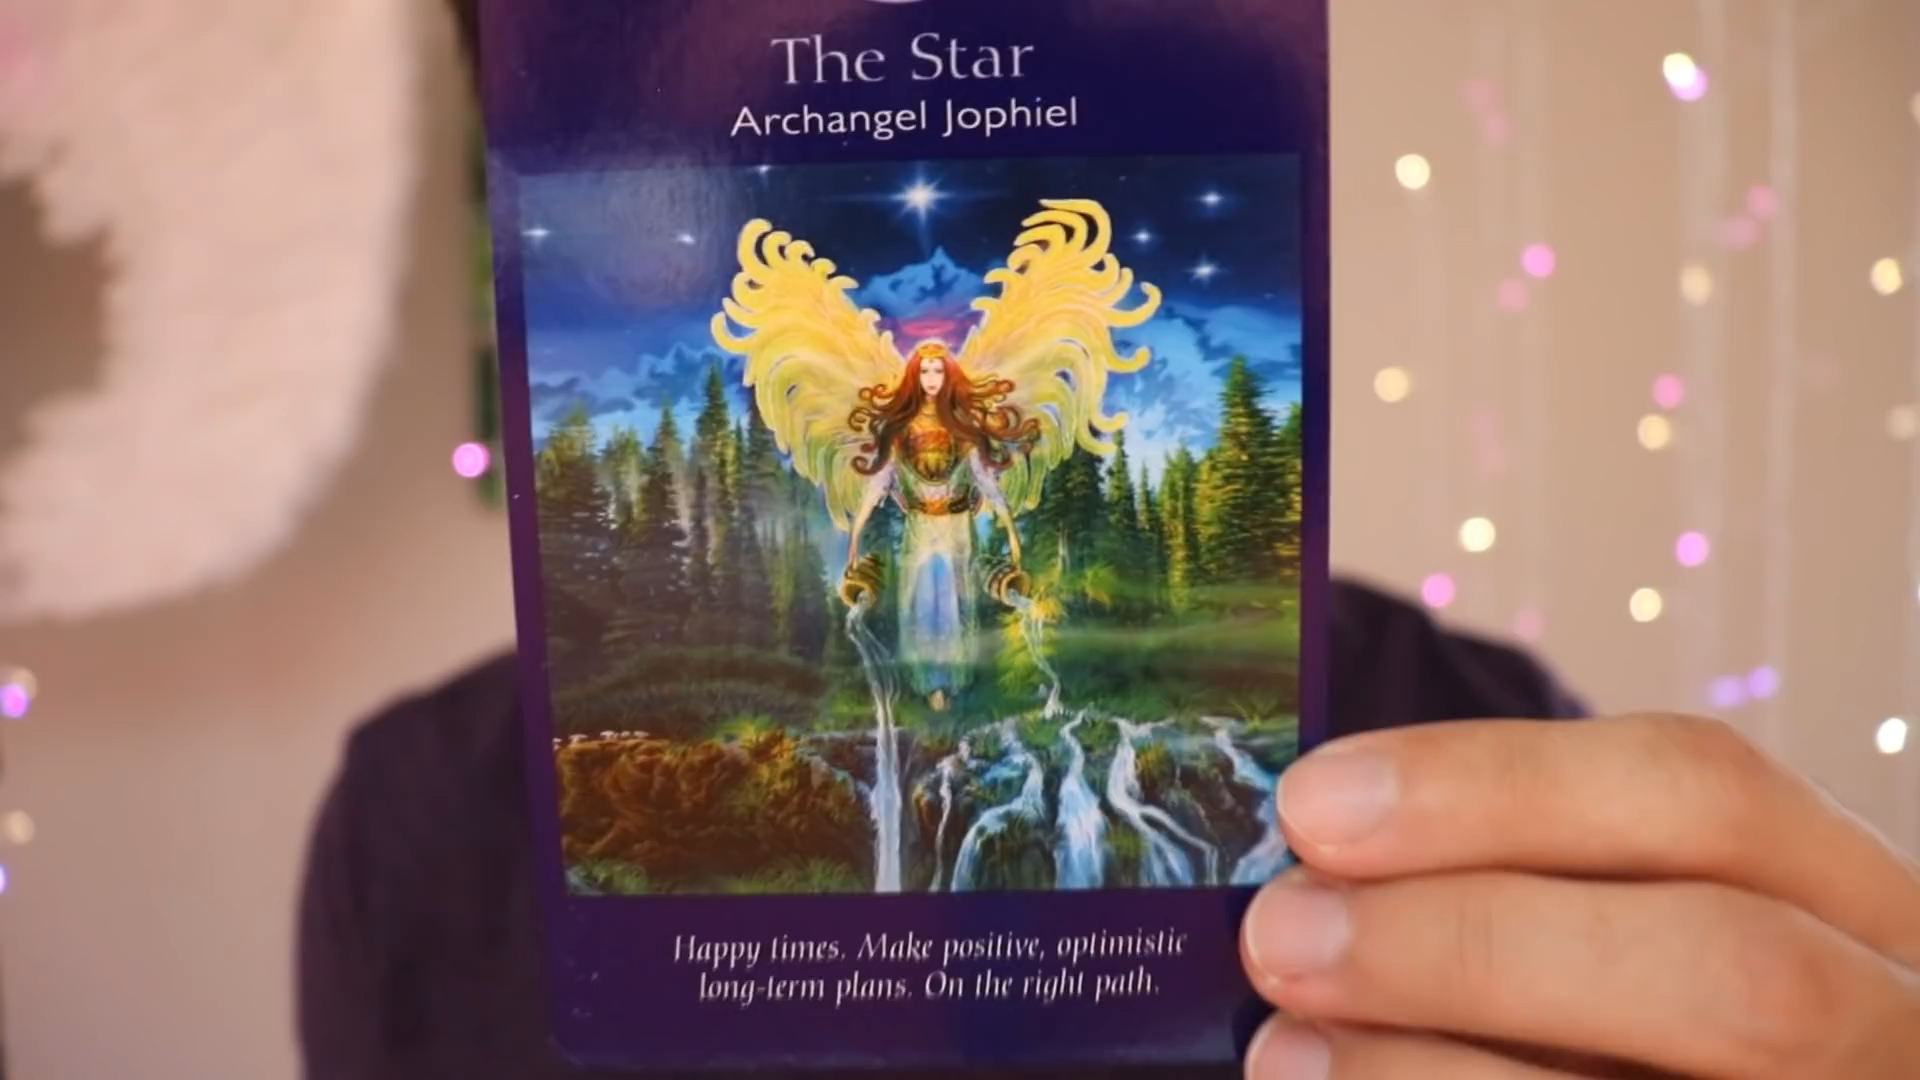 The Star
Archangel Jophiel
Happy times. Make positive, optimistic
long-term plans. On the right path.